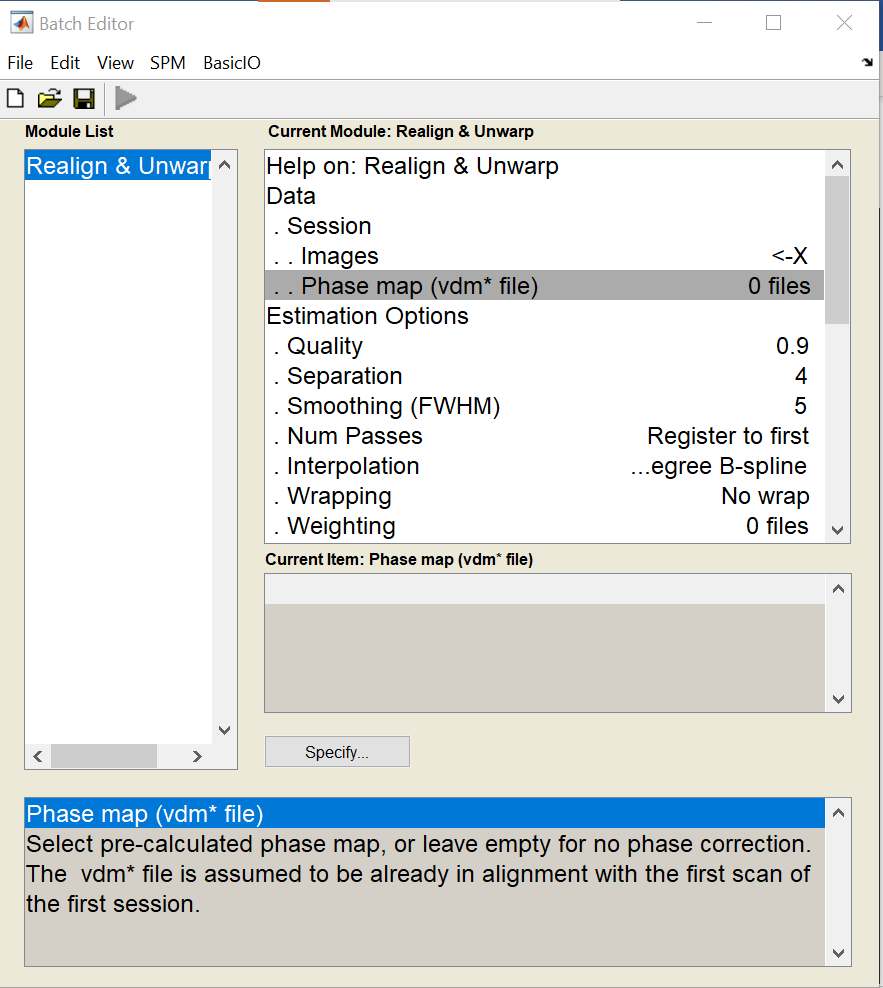 Batch Editor
File Edit View SPM BasicIO
Module List
Current Module: Realign & Unwarp
Realign & Unwarp
Help on: Realign & Unwarp
Data
. Session
. . Images <-X
. . Phase map (vdm* file) 0 files
Estimation Options
. Quality 0.9
. Separation 4
. Smoothing (FWHM) 5
. Num Passes Register to first
. Interpolation ...egree B-spline
. Wrapping No wrap
. Weighting 0 files
Current Item: Phase map (vdm* file)
Specify...
Phase map (vdm* file)
Select pre-calculated phase map, or leave empty for no phase correction.
The vdm* file is assumed to be already in alignment with the first scan of
the first session.